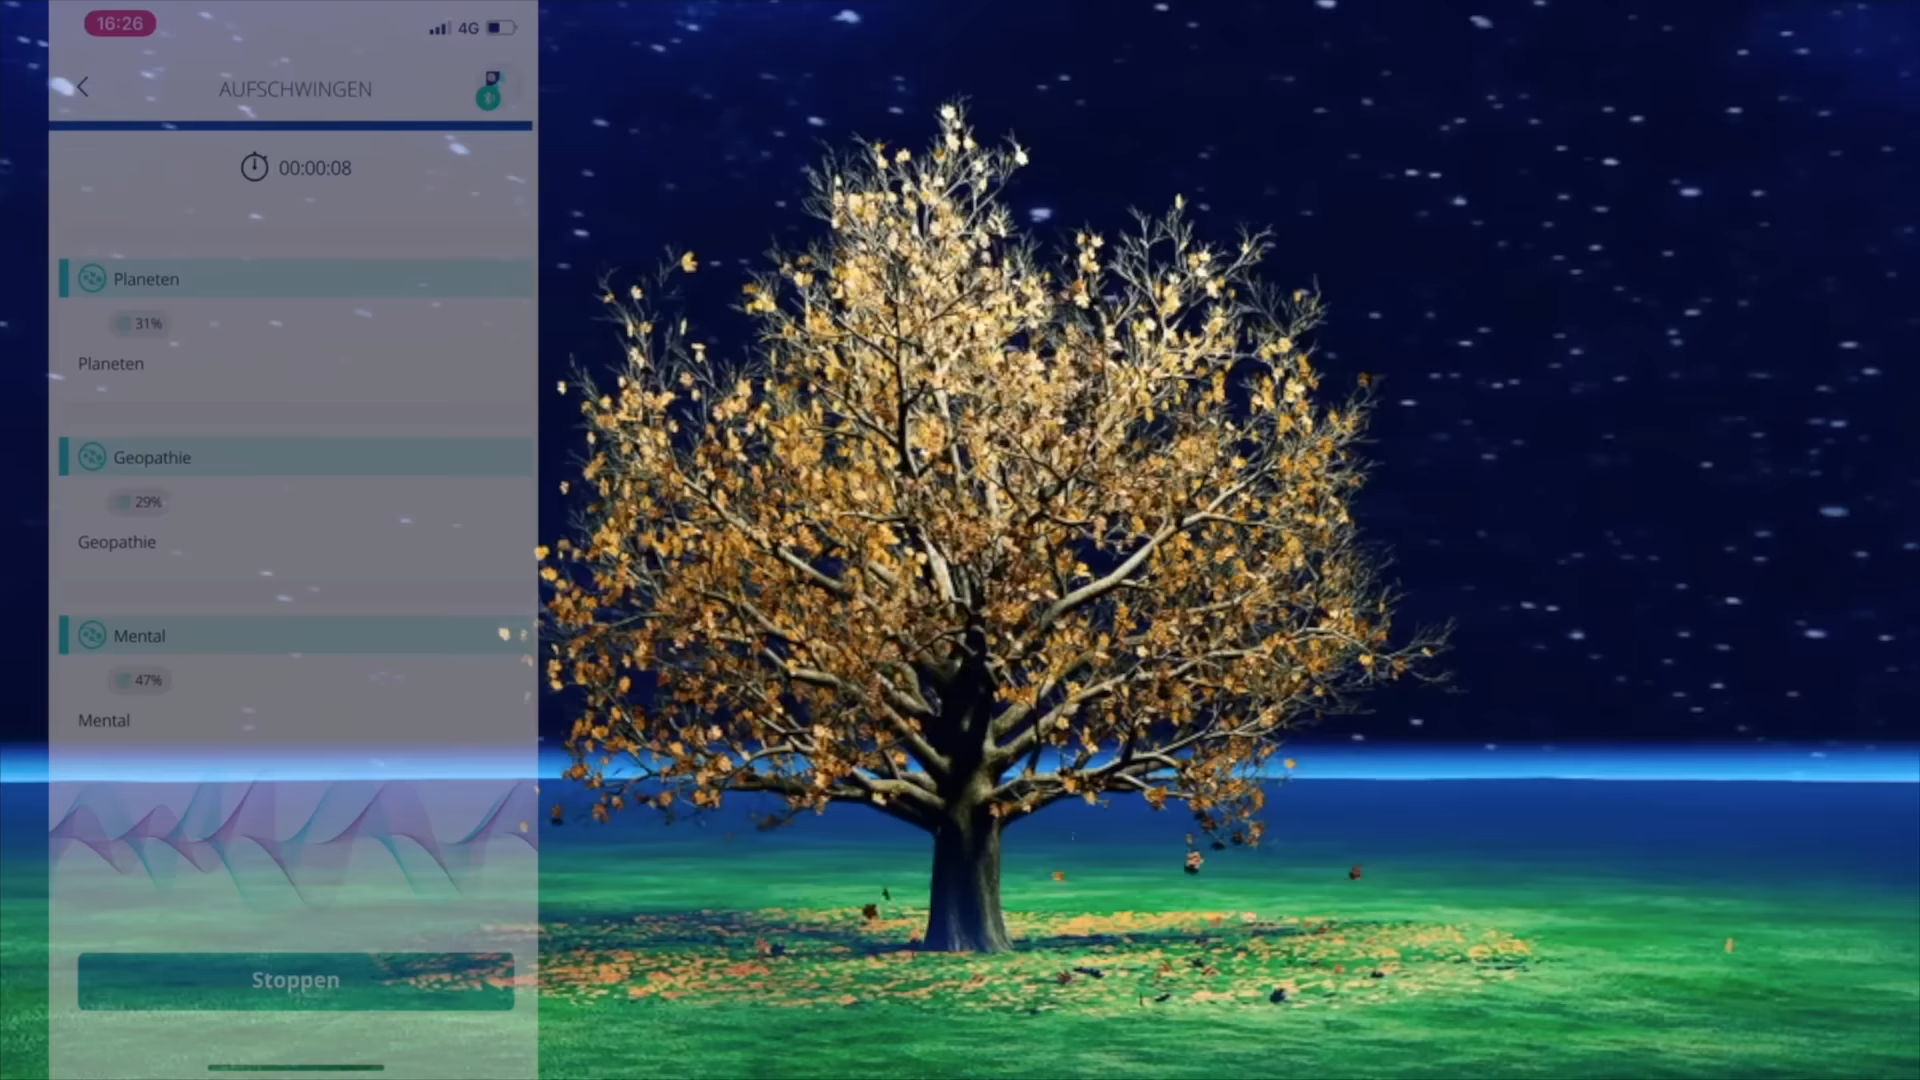 16:26
4G
AUFSCHWINGEN
00:00:08
Planeten
31%
Planeten
Geopathie
29%
Geopathie
Mental
47%
Mental
Stoppen